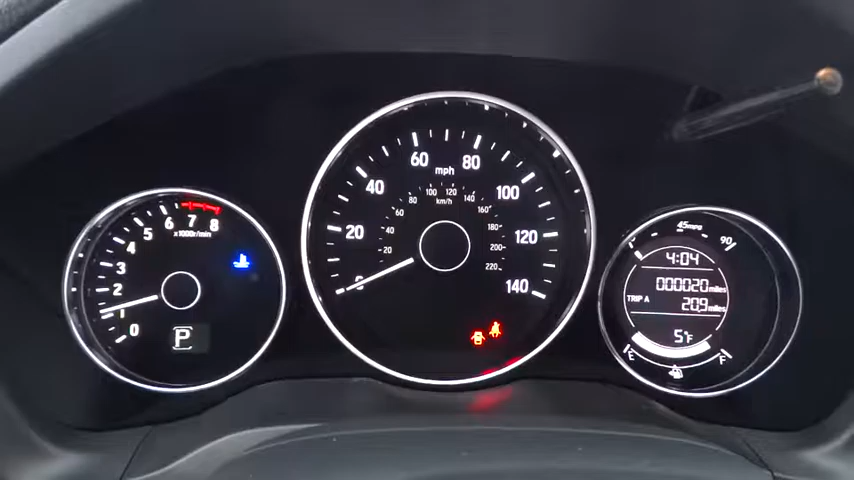 0 1 2 3 4 5 6 7 8
x1000r/min
P
0 20 40 60 80 100 120 140
mph
20 40 60 80 100 120 140 160 180 200 220
km/h
45mpg
90
4:04
000020 miles
TRIP A 20.9 miles
5°F
E F